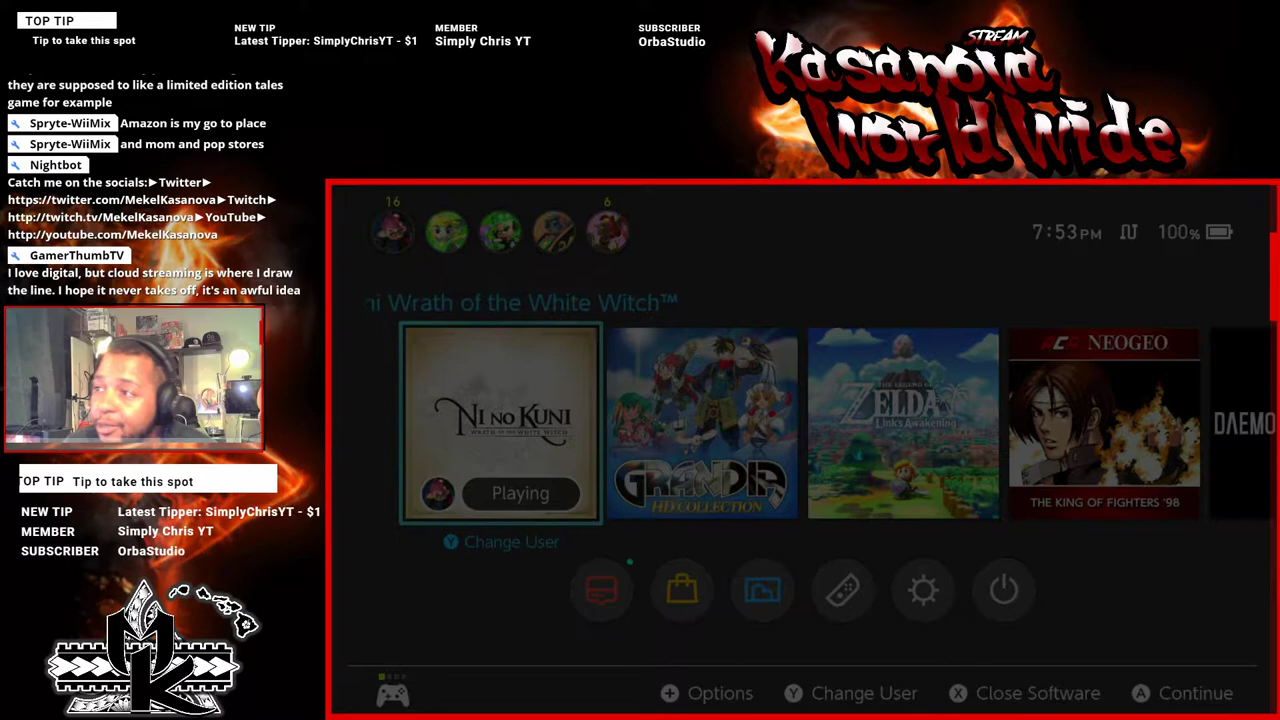 TOP TIP
Tip to take this spot
NEW TIP
Latest Tipper: SimplyChrisYT - $1
MEMBER
Simply Chris YT
SUBSCRIBER
OrbaStudio
STREAM
Kasanova
World Wide
they are supposed to like a limited edition tales
game for example
Spryte-WiiMix Amazon is my go to place
Spryte-WiiMix and mom and pop stores
Nightbot
Catch me on the socials:►Twitter►
https://twitter.com/MekelKasanova►Twitch►
http://twitch.tv/MekelKasanova►YouTube►
http://youtube.com/MekelKasanova
GamerThumbTV
I love digital, but cloud streaming is where I draw
the line. I hope it never takes off, it's an awful idea
TOP TIP Tip to take this spot
NEW TIP Latest Tipper: SimplyChrisYT - $1
MEMBER Simply Chris YT
SUBSCRIBER OrbaStudio
MK
16
6
7:53PM
100%
ni Wrath of the White Witch™
NI NO KUNI
WRATH OF THE WHITE WITCH
Playing
GRANDIA
HD COLLECTION
THE LEGEND OF
ZELDA
Link's Awakening
ACA NEOGEO
THE KING OF FIGHTERS '98
DAEMO
Y Change User
+ Options
Y Change User
X Close Software
A Continue